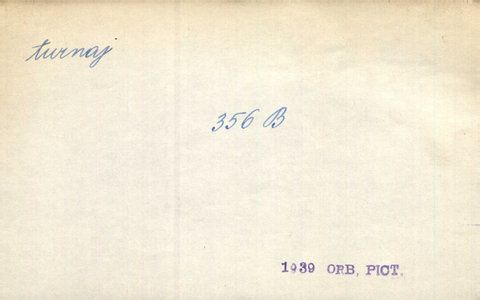 turnaj
356 B
1939 ORB. PICT.